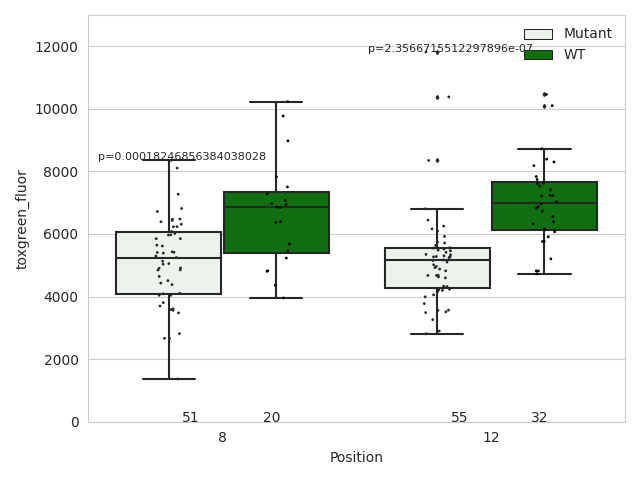 12000
10000
8000
6000
4000
2000
0
toxgreen_fluor
p=0.00018246856384038028
p=2.3566715512297896e-07
Mutant
WT
51 20 55 32
8 12
Position